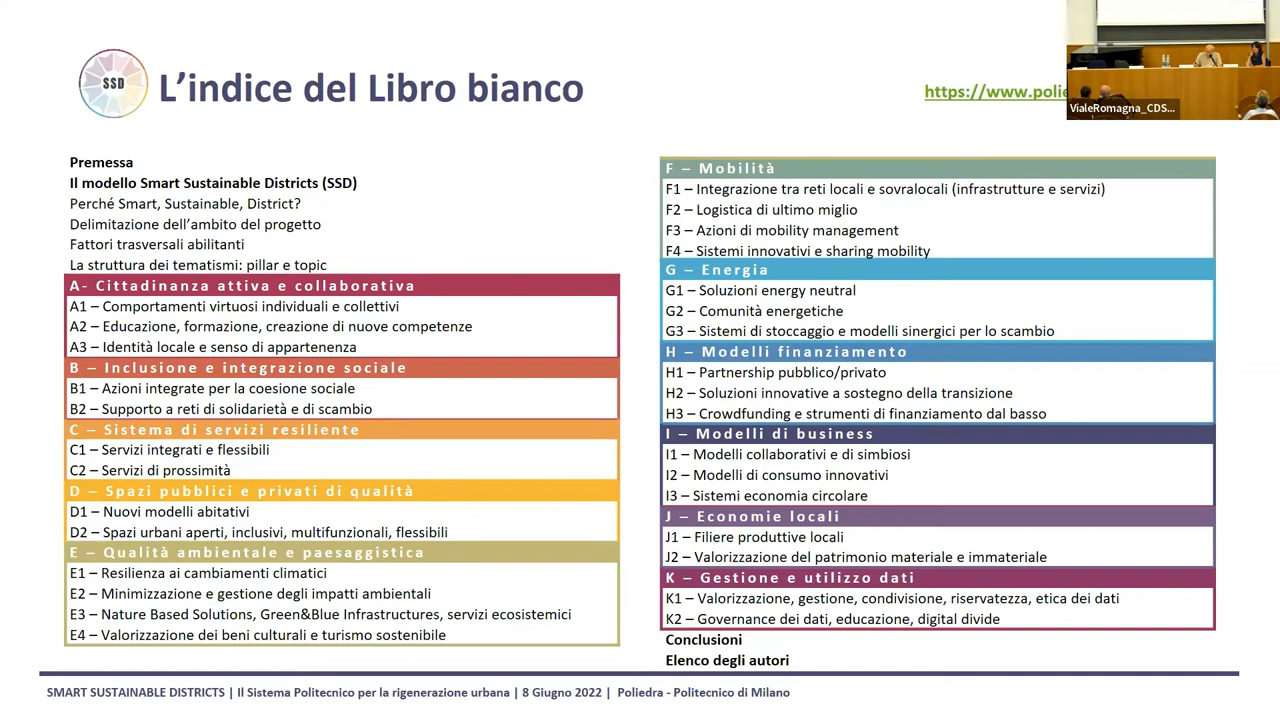 SSD
L'indice del Libro bianco
https://www.polie
Viale​Romagna_CDS...
Premessa
Il modello Smart Sustainable Districts (SSD)
Perché Smart, Sustainable, District?
Delimitazione dell'ambito del progetto
Fattori trasversali abilitanti
La struttura dei tematismi: pillar e topic
A- Cittadinanza attiva e collaborativa
A1 – Comportamenti virtuosi individuali e collettivi
A2 – Educazione, formazione, creazione di nuove competenze
A3 – Identità locale e senso di appartenenza
B – Inclusione e integrazione sociale
B1 – Azioni integrate per la coesione sociale
B2 – Supporto a reti di solidarietà e di scambio
C – Sistema di servizi resiliente
C1 – Servizi integrati e flessibili
C2 – Servizi di prossimità
D – Spazi pubblici e privati di qualità
D1 – Nuovi modelli abitativi
D2 – Spazi urbani aperti, inclusivi, multifunzionali, flessibili
E – Qualità ambientale e paesaggistica
E1 – Resilienza ai cambiamenti climatici
E2 – Minimizzazione e gestione degli impatti ambientali
E3 – Nature Based Solutions, Green&Blue Infrastructures, servizi ecosistemici
E4 – Valorizzazione dei beni culturali e turismo sostenibile
F – Mobilità
F1 – Integrazione tra reti locali e sovralocali (infrastrutture e servizi)
F2 – Logistica di ultimo miglio
F3 – Azioni di mobility management
F4 – Sistemi innovativi e sharing mobility
G – Energia
G1 – Soluzioni energy neutral
G2 – Comunità energetiche
G3 – Sistemi di stoccaggio e modelli sinergici per lo scambio
H – Modelli finanziamento
H1 – Partnership pubblico/privato
H2 – Soluzioni innovative a sostegno della transizione
H3 – Crowdfunding e strumenti di finanziamento dal basso
I – Modelli di business
I1 – Modelli collaborativi e di simbiosi
I2 – Modelli di consumo innovativi
I3 – Sistemi economia circolare
J – Economie locali
J1 – Filiere produttive locali
J2 – Valorizzazione del patrimonio materiale e immateriale
K – Gestione e utilizzo dati
K1 – Valorizzazione, gestione, condivisione, riservatezza, etica dei dati
K2 – Governance dei dati, educazione, digital divide
Conclusioni
Elenco degli autori
SMART SUSTAINABLE DISTRICTS | Il Sistema Politecnico per la rigenerazione urbana | 8 Giugno 2022 | Poliedra - Politecnico di Milano